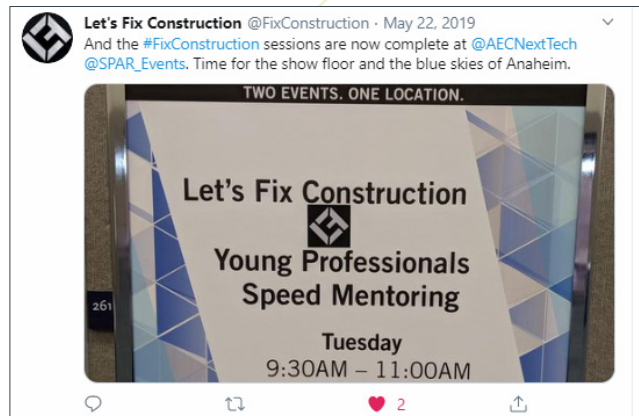 Let's Fix Construction @FixConstruction · May 22, 2019
And the #FixConstruction sessions are now complete at @AECNextTech
@SPAR_Events. Time for the show floor and the blue skies of Anaheim.
TWO EVENTS. ONE LOCATION.
Let's Fix Construction
Young Professionals
Speed Mentoring
261
Tuesday
9:30AM – 11:00AM
2